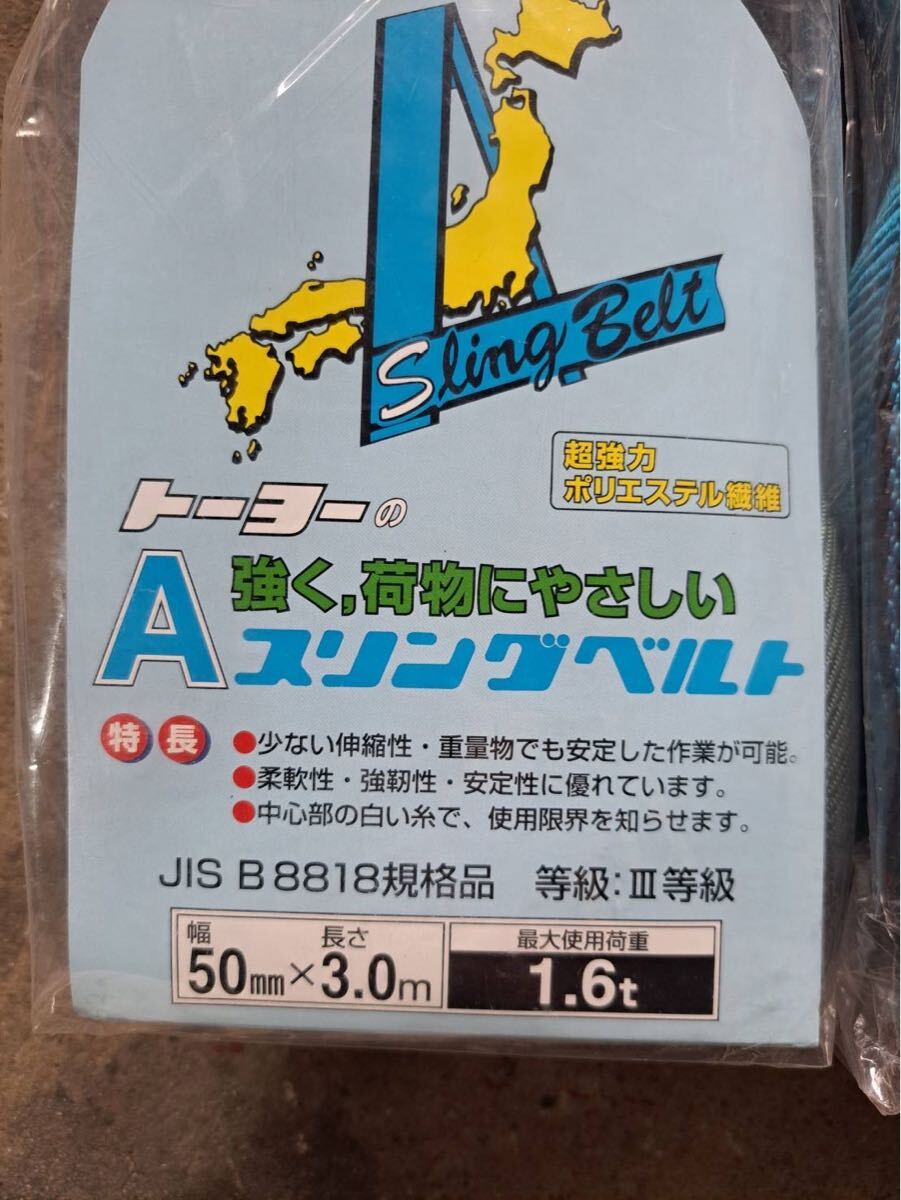 Sling Belt
超強力
ポリエステル繊維
トーヨーの
A 強く,荷物にやさしい
スリングベルト
特長
●少ない伸縮性・重量物でも安定した作業が可能。
●柔軟性・強靭性・安定性に優れています。
●中心部の白い糸で、使用限界を知らせます。
JIS B 8818規格品 等級:Ⅲ等級
幅 長さ 最大使用荷重
50mm×3.0m 1.6t